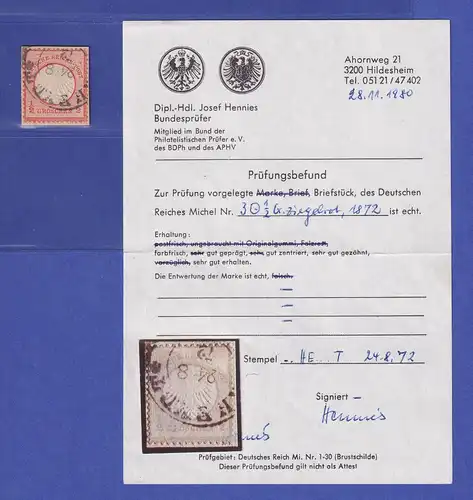 Ahornweg 21
3200 Hildesheim
Tel. 05121/47402
28.11.1980
Dipl.-Hdl. Josef Hennies
Bundesprüfer
Mitglied im Bund der
Philatelistischen Prüfer e.V.
des BDPh und des APHV
Prüfungsbefund
Zur Prüfung vorgelegte Marke, Brief, Briefstück, des Deutschen
Reiches Michel Nr. 3 ½ Gr. ziegelrot, 1872 ist echt.
Erhaltung:
postfrisch, ungebraucht mit Originalgummi, Falzrest,
farbfrisch, sehr gut geprägt, sehr gut zentriert, sehr gut gezähnt,
vorzüglich, sehr gut erhalten.
Die Entwertung der Marke ist echt, falsch.
Stempel -. HE.. T 24.8.72
Signiert -
Hennies
Prüfgebiet: Deutsches Reich Mi. Nr. 1-30 (Brustschilde)
Dieser Prüfungsbefund gilt nicht als Attest